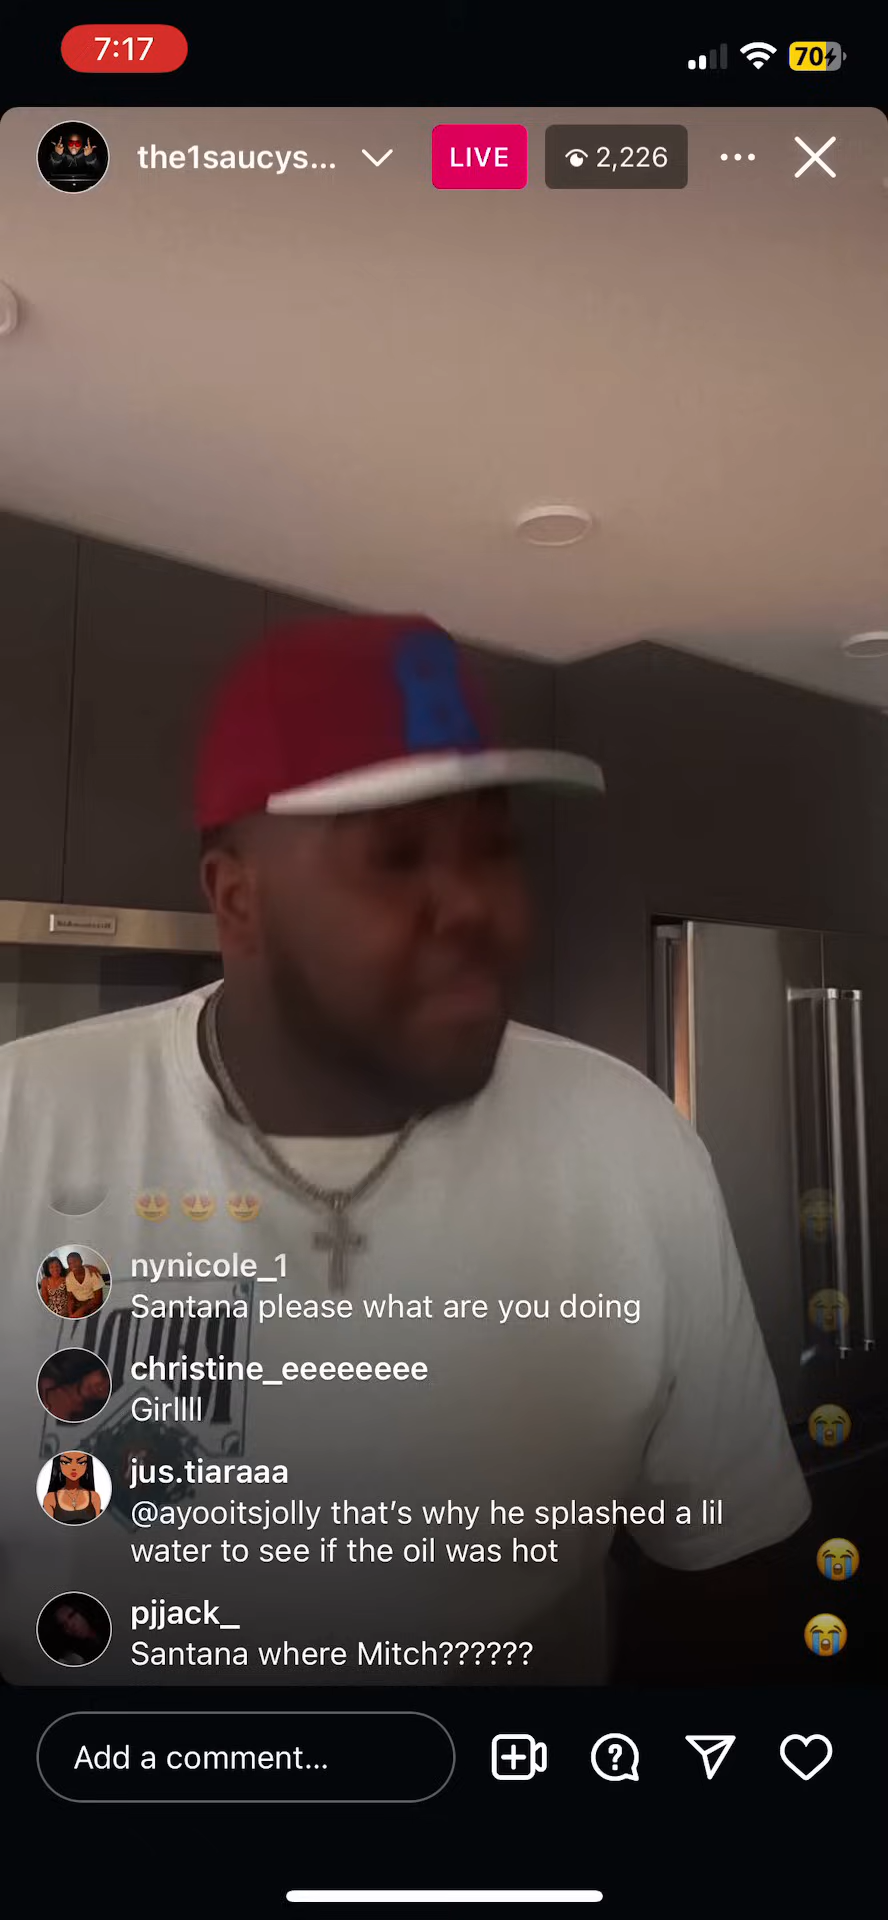 7:17
70
the1saucys...
LIVE
2,226
nynicole_1
Santana please what are you doing
christine_eeeeeeee
Girllll
jus.tiaraaa
@ayooitsjolly that’s why he splashed a lil
water to see if the oil was hot
pjjack_
Santana where Mitch??????
Add a comment...